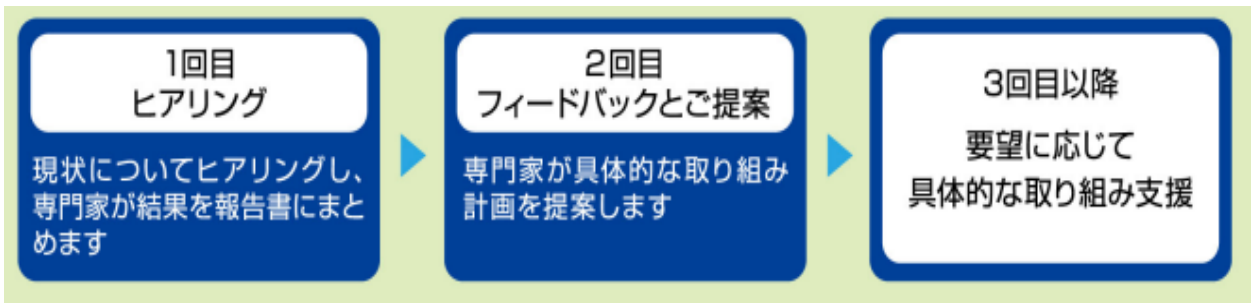 1回目
ヒアリング
現状についてヒアリングし、
専門家が結果を報告書にまと
めます
2回目
フィードバックとご提案
専門家が具体的な取り組み
計画を提案します
3回目以降
要望に応じて
具体的な取り組み支援